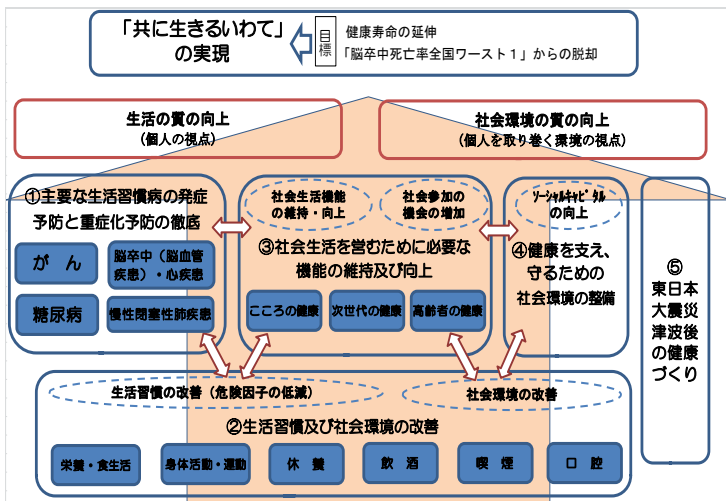 「共に生きるいわて」
の実現
目標
健康寿命の延伸
「脳卒中死亡率全国ワースト１」からの脱却
生活の質の向上
(個人の視点)
社会環境の質の向上
(個人を取り巻く環境の視点)
①主要な生活習慣病の発症
予防と重症化予防の徹底
がん
脳卒中（脳血管
疾患）・心疾患
糖尿病
慢性閉塞性肺疾患
社会生活機能
の維持・向上
社会参加の
機会の増加
③社会生活を営むために必要な
機能の維持及び向上
こころの健康
次世代の健康
高齢者の健康
ｿｰｼｬﾙｷｬﾋﾟﾀﾙ
の向上
④健康を支え、
守るための
社会環境の整備
⑤
東日本
大震災
津波後
の健康
づくり
生活習慣の改善（危険因子の低減）
社会環境の改善
②生活習慣及び社会環境の改善
栄養・食生活
身体活動・運動
休養
飲酒
喫煙
口腔